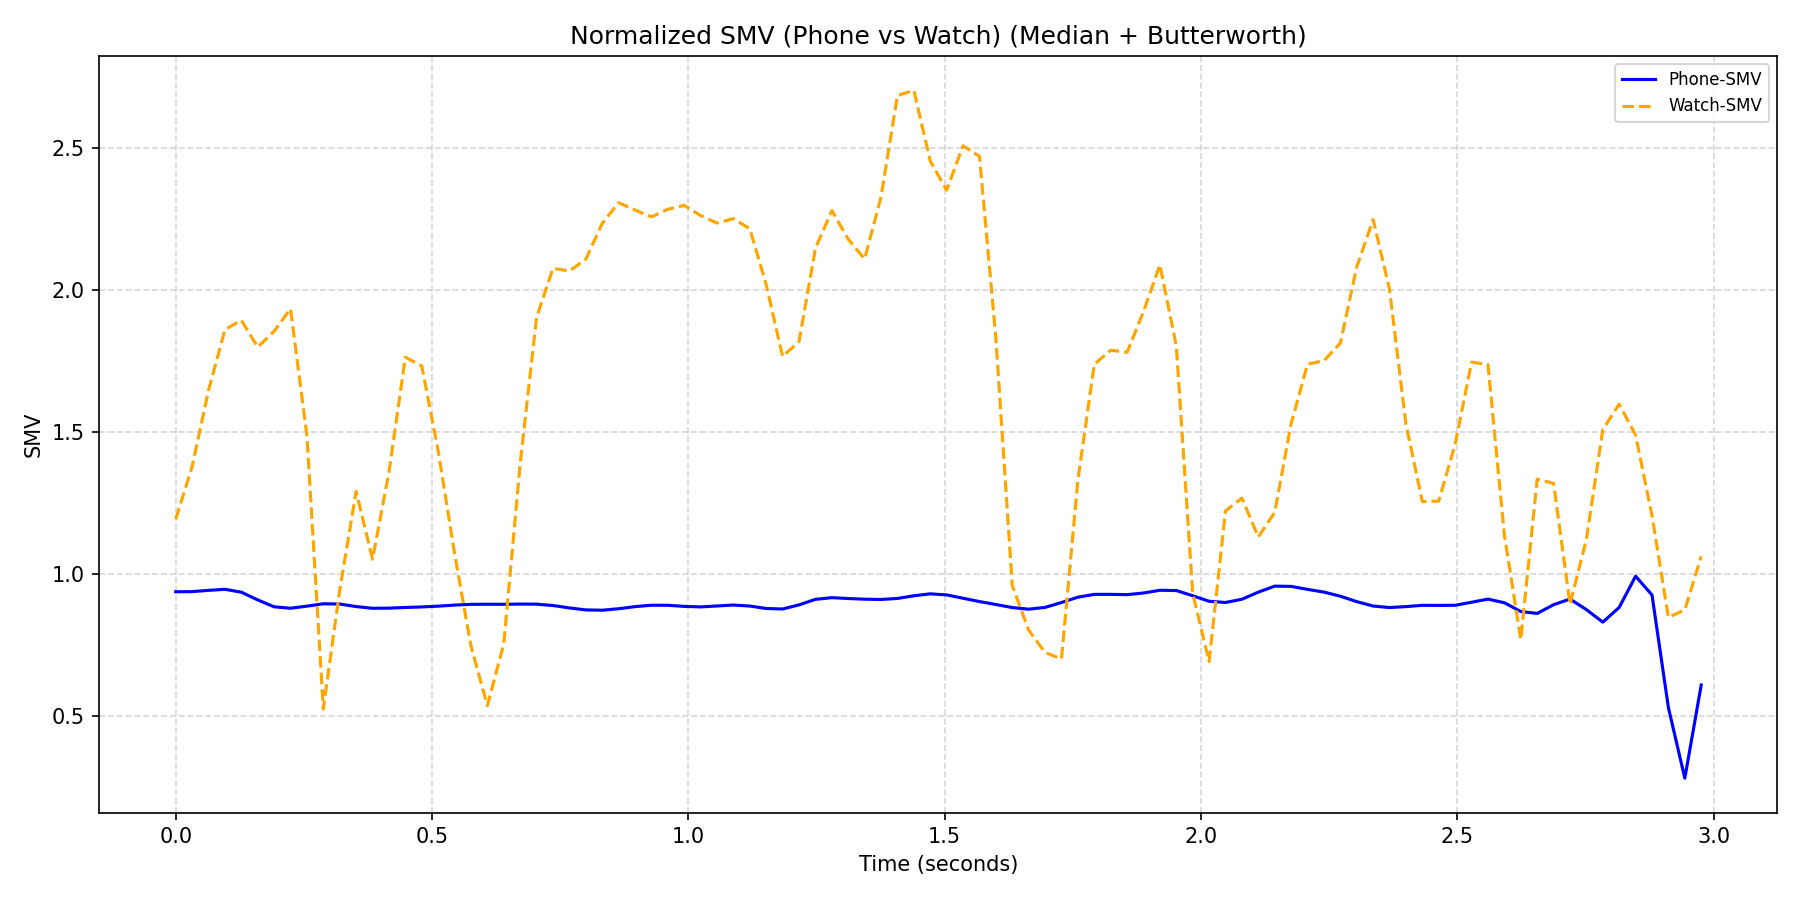 Normalized SMV (Phone vs Watch) (Median + Butterworth)
Phone-SMV
Watch-SMV
2.5
2.0
1.5
1.0
0.5
SMV
0.0 0.5 1.0 1.5 2.0 2.5 3.0
Time (seconds)